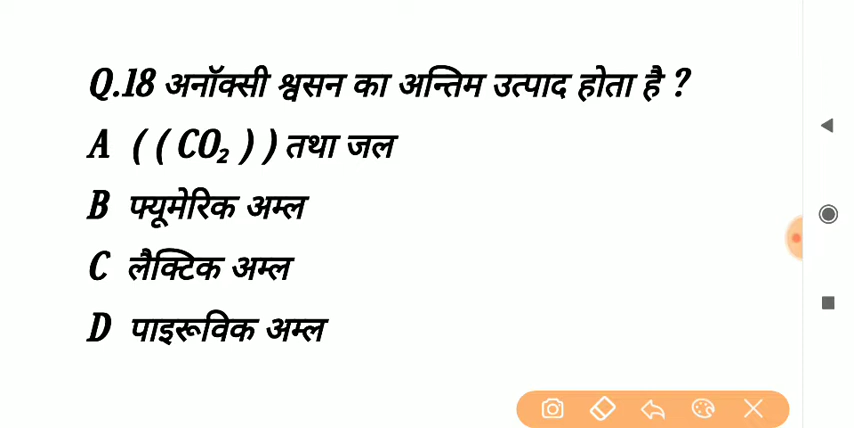 Q.18 अनॉक्सी श्वसन का अन्तिम उत्पाद होता है ?
A ( ( CO₂ ) ) तथा जल
B फ्यूमेरिक अम्ल
C लैक्टिक अम्ल
D पाइरूविक अम्ल